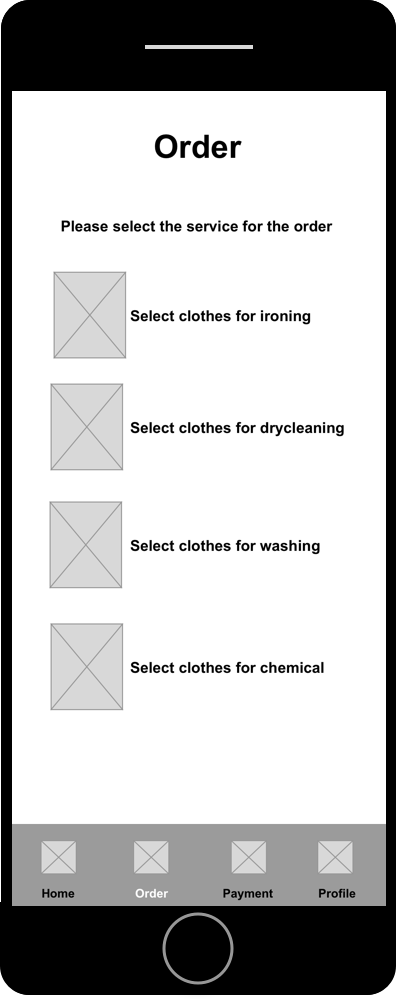 Order
Please select the service for the order
Select clothes for ironing
Select clothes for drycleaning
Select clothes for washing
Select clothes for chemical
Home Order Payment Profile